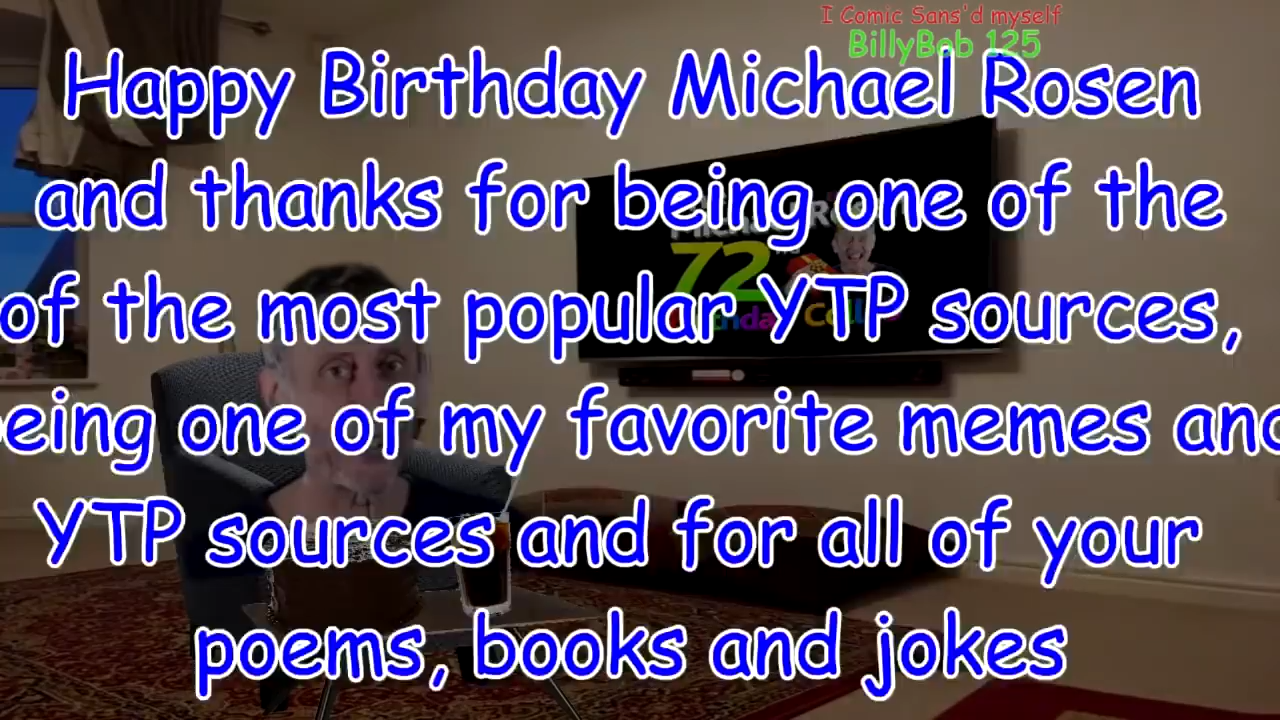 I Comic Sans'd myself
BillyBob 125
Happy Birthday Michael Rosen
and thanks for being one of the
of the most popular YTP sources,
eing one of my favorite memes and
YTP sources and for all of your
poems, books and jokes
72